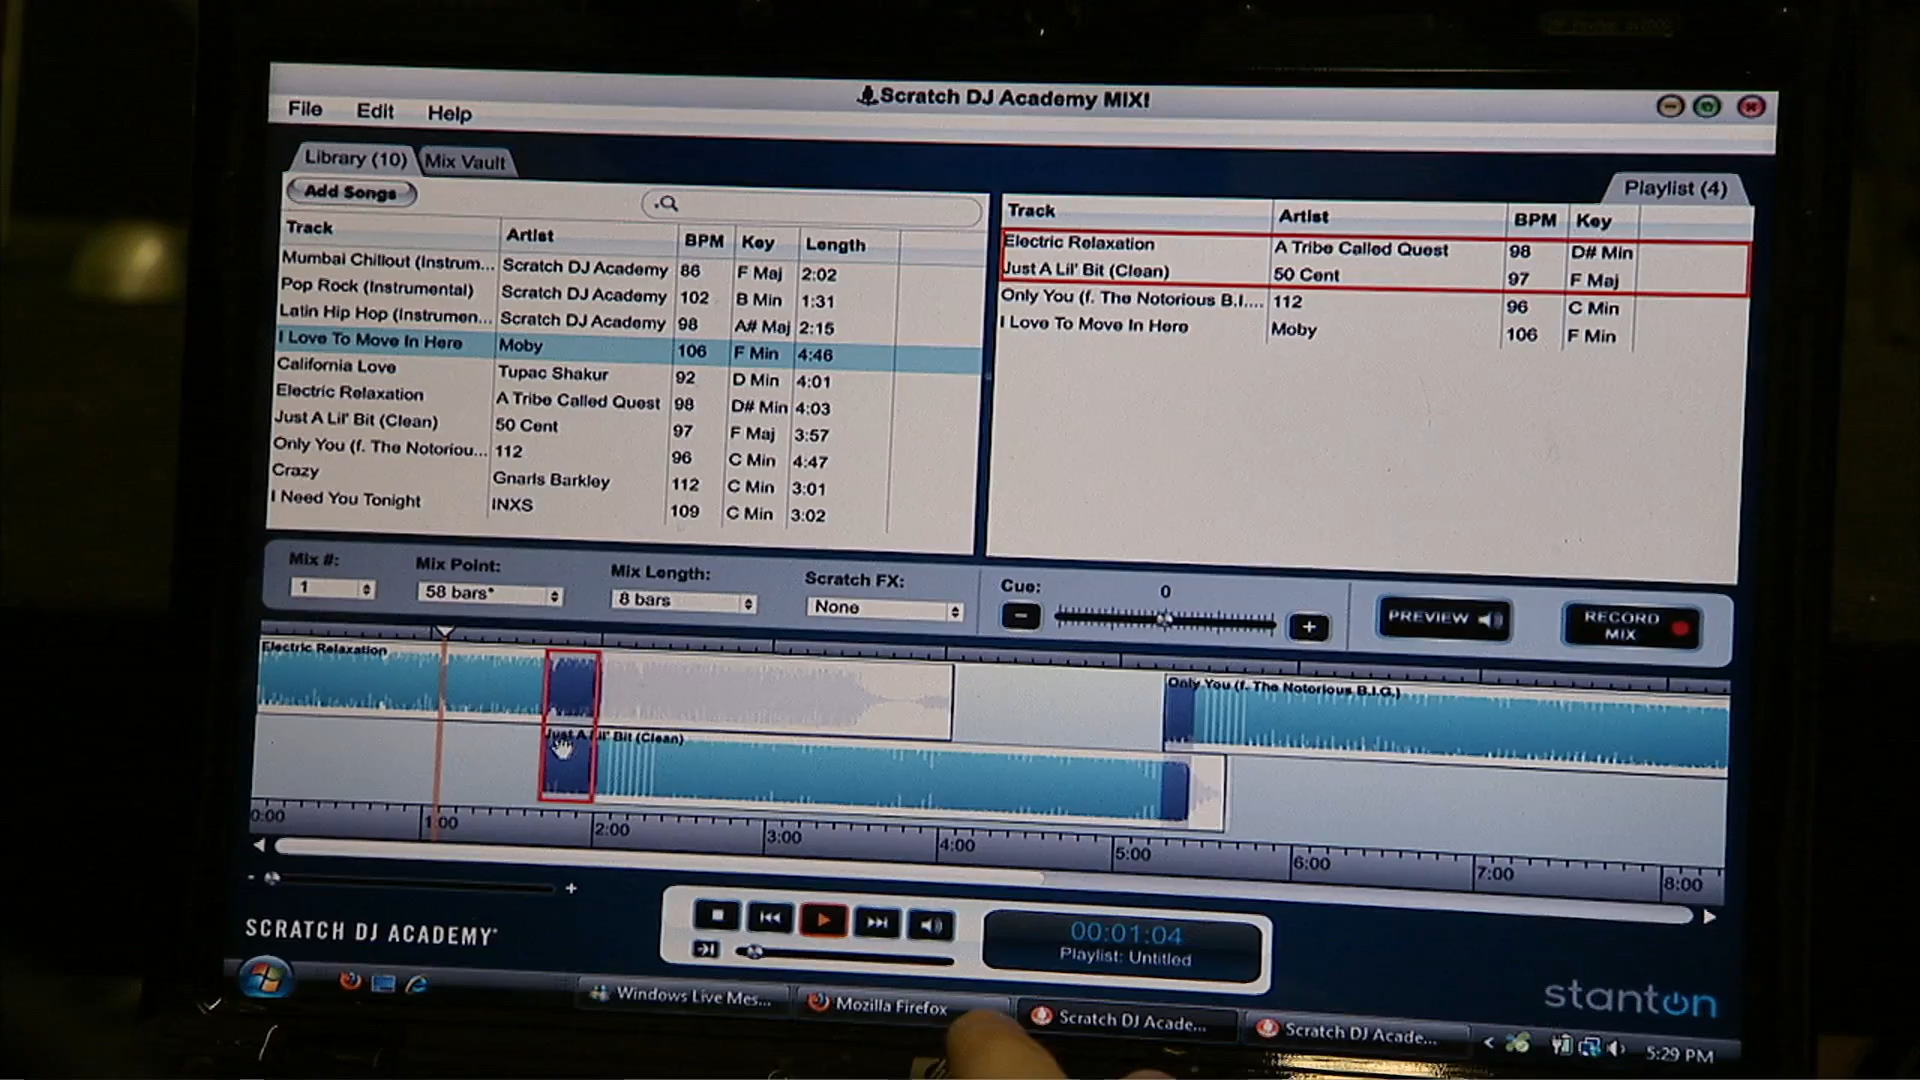 Scratch DJ Academy MIX!
File Edit Help
Library (10) Mix Vault
Add Songs
Track Artist BPM Key Length
Mumbai Chillout (Instrum... Scratch DJ Academy 86 F Maj 2:02
Pop Rock (Instrumental) Scratch DJ Academy 102 B Min 1:31
Latin Hip Hop (Instrumen... Scratch DJ Academy 98 A# Maj 2:15
I Love To Move In Here Moby 106 F Min 4:46
California Love Tupac Shakur 92 D Min 4:01
Electric Relaxation A Tribe Called Quest 98 D# Min 4:03
Just A Lil' Bit (Clean) 50 Cent 97 F Maj 3:57
Only You (f. The Notoriou... 112 96 C Min 4:47
Crazy Gnarls Barkley 112 C Min 3:01
I Need You Tonight INXS 109 C Min 3:02
Playlist (4)
Track Artist BPM Key
Electric Relaxation A Tribe Called Quest 98 D# Min
Just A Lil' Bit (Clean) 50 Cent 97 F Maj
Only You (f. The Notorious B.I.... 112 96 C Min
I Love To Move In Here Moby 106 F Min
Mix #: Mix Point: Mix Length: Scratch FX: Cue: 0
1 58 bars* 8 bars None - + PREVIEW RECORD MIX
Electric Relaxation
Only You (f. The Notorious B.I.G.)
Just A Lil' Bit (Clean)
0:00 1:00 2:00 3:00 4:00 5:00 6:00 7:00 8:00
- +
SCRATCH DJ ACADEMY
00:01:04
Playlist: Untitled
stanton
Windows Live Mes... Mozilla Firefox Scratch DJ Acade... Scratch DJ Acade... 5:29 PM